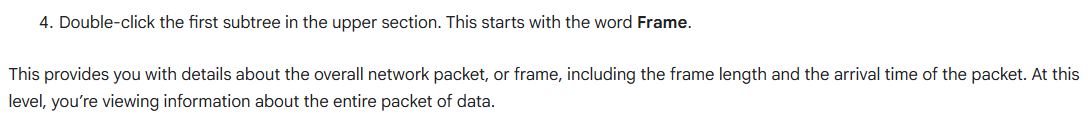 4. Double-click the first subtree in the upper section. This starts with the word Frame.
This provides you with details about the overall network packet, or frame, including the frame length and the arrival time of the packet. At this
level, you’re viewing information about the entire packet of data.